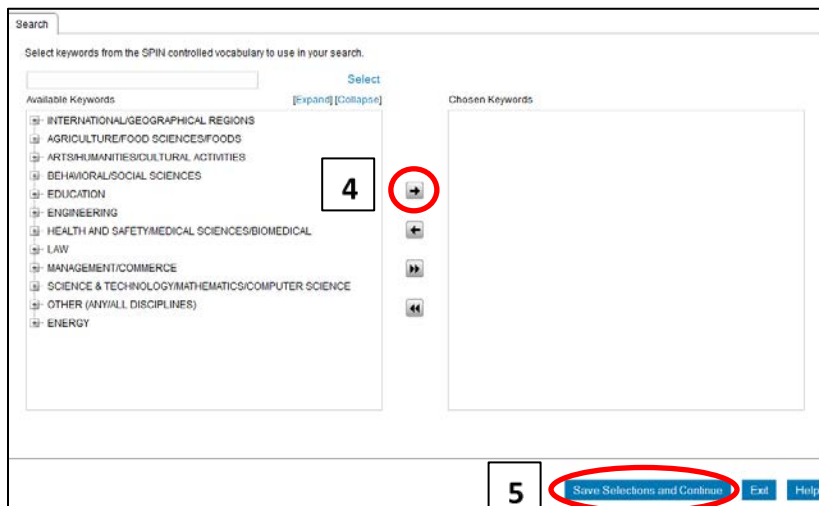 Search
Select keywords from the SPIN controlled vocabulary to use in your search.
Select
Available Keywords [Expand] [Collapse] Chosen Keywords
INTERNATIONAL/GEOGRAPHICAL REGIONS
AGRICULTURE/FOOD SCIENCES/FOODS
ARTS/HUMANITIES/CULTURAL ACTIVITIES
BEHAVIORAL/SOCIAL SCIENCES
4
EDUCATION
ENGINEERING
HEALTH AND SAFETY/MEDICAL SCIENCES/BIOMEDICAL
LAW
MANAGEMENT/COMMERCE
SCIENCE & TECHNOLOGY/MATHEMATICS/COMPUTER SCIENCE
OTHER (ANY/ALL DISCIPLINES)
ENERGY
5 Save Selections and Continue Exit Help